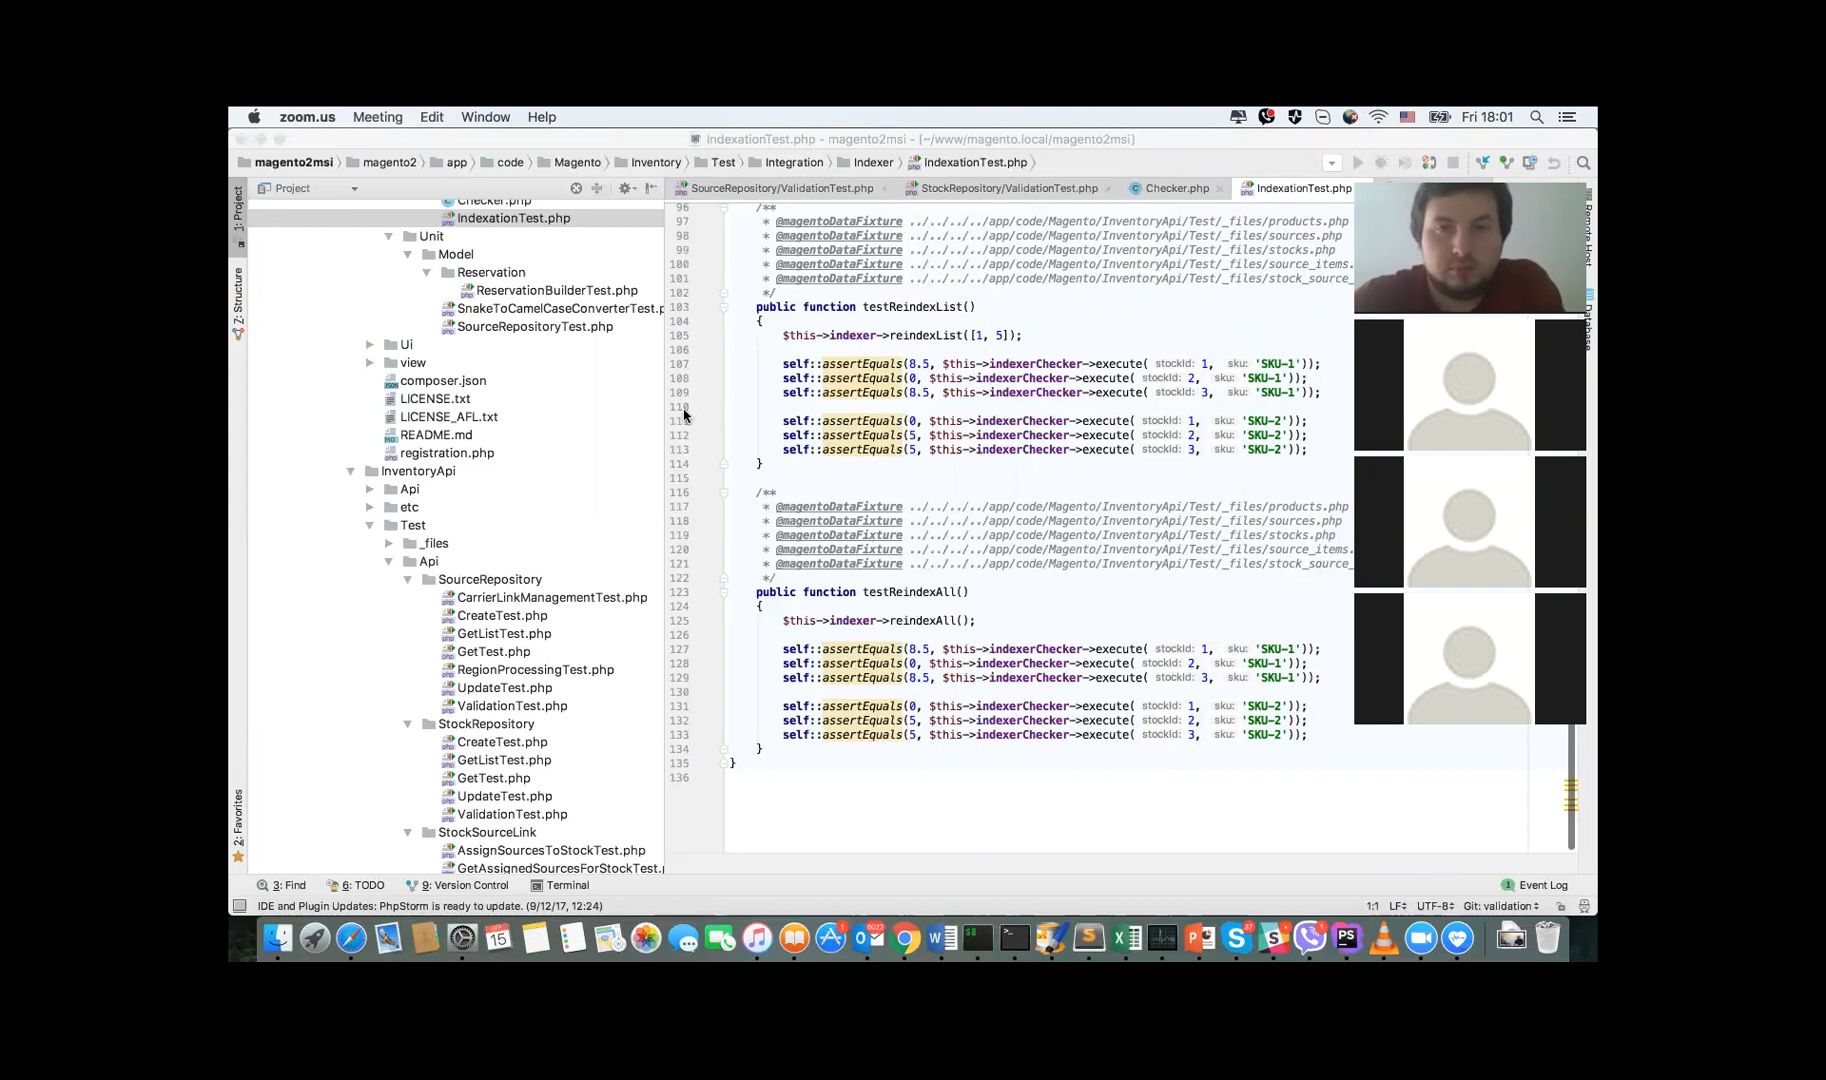 zoom.us Meeting Edit Window Help Fri 18:01
IndexationTest.php - magento2msi - [~/www/magento.local/magento2msi]
magento2msi magento2 app code Magento Inventory Test Integration Indexer IndexationTest.php
Project
SourceRepository/ValidationTest.php StockRepository/ValidationTest.php Checker.php IndexationTest.php
1: Project
7: Structure
2: Favorites
Remote Host
Database
Checker.php
IndexationTest.php
Unit
Model
Reservation
ReservationBuilderTest.php
SnakeToCamelCaseConverterTest.p
SourceRepositoryTest.php
Ui
view
composer.json
LICENSE.txt
LICENSE_AFL.txt
README.md
registration.php
InventoryApi
Api
etc
Test
_files
Api
SourceRepository
CarrierLinkManagementTest.php
CreateTest.php
GetListTest.php
GetTest.php
RegionProcessingTest.php
UpdateTest.php
ValidationTest.php
StockRepository
CreateTest.php
GetListTest.php
GetTest.php
UpdateTest.php
ValidationTest.php
StockSourceLink
AssignSourcesToStockTest.php
GetAssignedSourcesForStockTest.
96 /**
97 * @magentoDataFixture ../../../../app/code/Magento/InventoryApi/Test/_files/products.php
98 * @magentoDataFixture ../../../../app/code/Magento/InventoryApi/Test/_files/sources.php
99 * @magentoDataFixture ../../../../app/code/Magento/InventoryApi/Test/_files/stocks.php
100 * @magentoDataFixture ../../../../app/code/Magento/InventoryApi/Test/_files/source_items.
101 * @magentoDataFixture ../../../../app/code/Magento/InventoryApi/Test/_files/stock_source_
102 */
103 public function testReindexList()
104 {
105 $this->indexer->reindexList([1, 5]);
106
107 self::assertEquals(8.5, $this->indexerChecker->execute( stockId: 1, sku: 'SKU-1'));
108 self::assertEquals(0, $this->indexerChecker->execute( stockId: 2, sku: 'SKU-1'));
109 self::assertEquals(8.5, $this->indexerChecker->execute( stockId: 3, sku: 'SKU-1'));
110
111 self::assertEquals(0, $this->indexerChecker->execute( stockId: 1, sku: 'SKU-2'));
112 self::assertEquals(5, $this->indexerChecker->execute( stockId: 2, sku: 'SKU-2'));
113 self::assertEquals(5, $this->indexerChecker->execute( stockId: 3, sku: 'SKU-2'));
114 }
115
116 /**
117 * @magentoDataFixture ../../../../app/code/Magento/InventoryApi/Test/_files/products.php
118 * @magentoDataFixture ../../../../app/code/Magento/InventoryApi/Test/_files/sources.php
119 * @magentoDataFixture ../../../../app/code/Magento/InventoryApi/Test/_files/stocks.php
120 * @magentoDataFixture ../../../../app/code/Magento/InventoryApi/Test/_files/source_items.
121 * @magentoDataFixture ../../../../app/code/Magento/InventoryApi/Test/_files/stock_source_
122 */
123 public function testReindexAll()
124 {
125 $this->indexer->reindexAll();
126
127 self::assertEquals(8.5, $this->indexerChecker->execute( stockId: 1, sku: 'SKU-1'));
128 self::assertEquals(0, $this->indexerChecker->execute( stockId: 2, sku: 'SKU-1'));
129 self::assertEquals(8.5, $this->indexerChecker->execute( stockId: 3, sku: 'SKU-1'));
130
131 self::assertEquals(0, $this->indexerChecker->execute( stockId: 1, sku: 'SKU-2'));
132 self::assertEquals(5, $this->indexerChecker->execute( stockId: 2, sku: 'SKU-2'));
133 self::assertEquals(5, $this->indexerChecker->execute( stockId: 3, sku: 'SKU-2'));
134 }
135 }
136
3: Find 6: TODO 9: Version Control Terminal 1 Event Log
IDE and Plugin Updates: PhpStorm is ready to update. (9/12/17, 12:24) 1:1 LF UTF-8 Git: validation
15 1 6022 37 1 PS